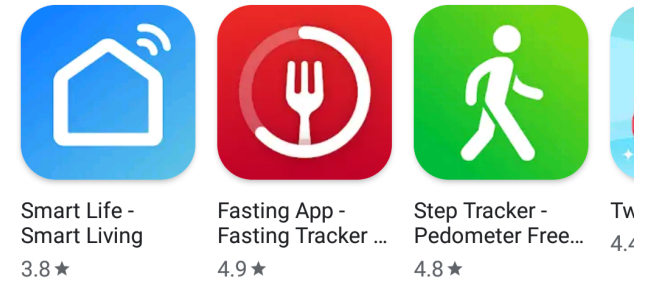 Smart Life -
Smart Living
3.8★
Fasting App -
Fasting Tracker ...
4.9★
Step Tracker -
Pedometer Free...
4.8★